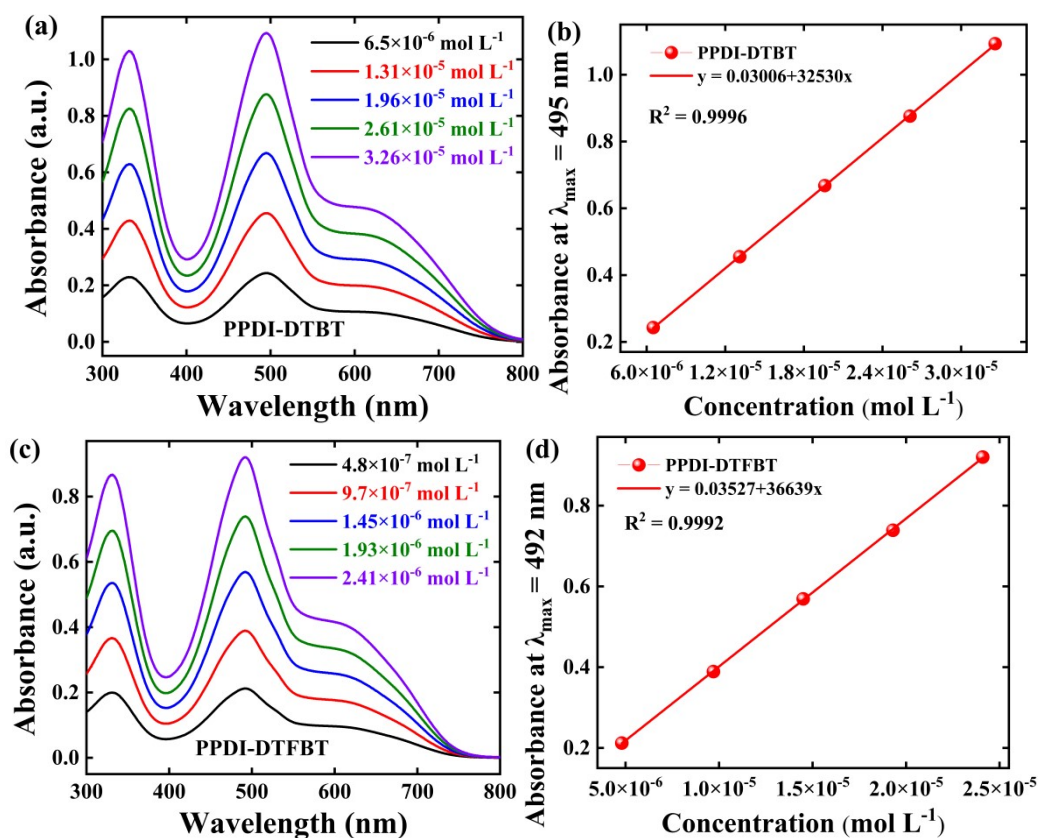 (a)
6.5×10⁻⁶ mol L⁻¹
1.31×10⁻⁵ mol L⁻¹
1.96×10⁻⁵ mol L⁻¹
2.61×10⁻⁵ mol L⁻¹
3.26×10⁻⁵ mol L⁻¹
PPDI-DTBT
Absorbance (a.u.)
1.0
0.8
0.6
0.4
0.2
0.0
300 400 500 600 700 800
Wavelength (nm)
(b)
PPDI-DTBT
y = 0.03006+32530x
R² = 0.9996
Absorbance at λmax = 495 nm
1.0
0.8
0.6
0.4
0.2
6.0×10⁻⁶ 1.2×10⁻⁵ 1.8×10⁻⁵ 2.4×10⁻⁵ 3.0×10⁻⁵
Concentration (mol L⁻¹)
(c)
4.8×10⁻⁷ mol L⁻¹
9.7×10⁻⁷ mol L⁻¹
1.45×10⁻⁶ mol L⁻¹
1.93×10⁻⁶ mol L⁻¹
2.41×10⁻⁶ mol L⁻¹
PPDI-DTFBT
Absorbance (a.u.)
0.8
0.6
0.4
0.2
0.0
300 400 500 600 700 800
Wavelength (nm)
(d)
PPDI-DTFBT
y = 0.03527+36639x
R² = 0.9992
Absorbance at λmax = 492 nm
0.8
0.6
0.4
0.2
5.0×10⁻⁶ 1.0×10⁻⁵ 1.5×10⁻⁵ 2.0×10⁻⁵ 2.5×10⁻⁵
Concentration (mol L⁻¹)